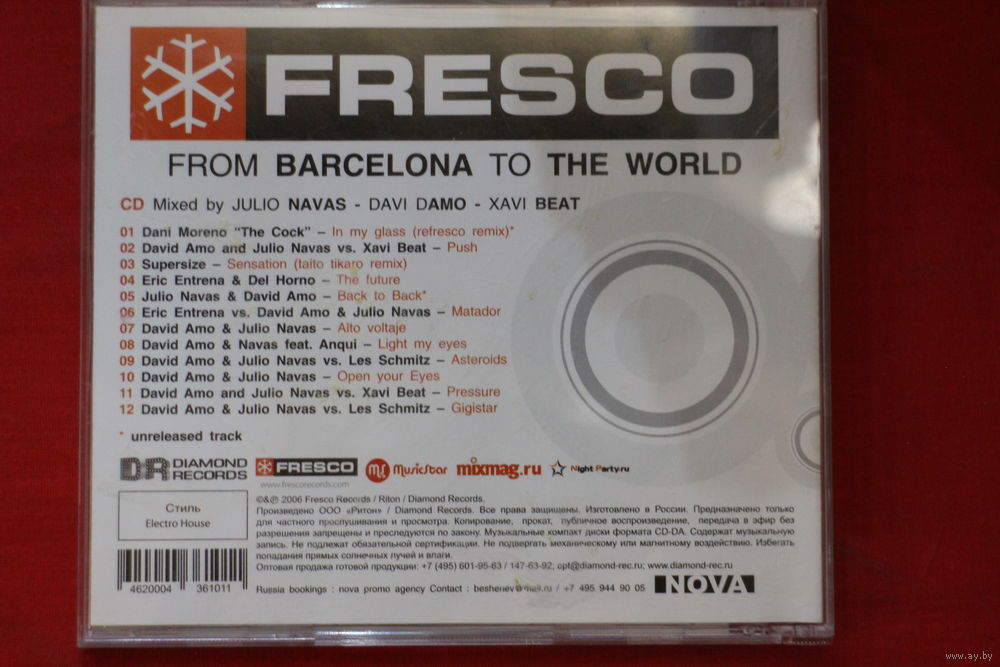 FRESCO
FROM BARCELONA TO THE WORLD
CD Mixed by JULIO NAVAS - DAVI DAMO - XAVI BEAT
01 Dani Moreno "The Cock" – In my glass (refresco remix)*
02 David Amo and Julio Navas vs. Xavi Beat – Push
03 Supersize – Sensation (taito tikaro remix)
04 Eric Entrena & Del Horno – The future
05 Julio Navas & David Amo – Back to Back*
06 Eric Entrena vs. David Amo & Julio Navas – Matador
07 David Amo & Julio Navas – Alto voltaje
08 David Amo & Navas feat. Anqui – Light my eyes
09 David Amo & Julio Navas vs. Les Schmitz – Asteroids
10 David Amo & Julio Navas – Open your Eyes
11 David Amo and Julio Navas vs. Xavi Beat – Pressure
12 David Amo & Julio Navas vs. Les Schmitz – Gigistar
* unreleased track
DR DIAMOND RECORDS FRESCO MusicStar mixmag.ru Night Party.ru
www.frescorecords.com
Стиль
Electro House
©&℗ 2006 Fresco Records / Riton / Diamond Records.
Произведено ООО «Ритон» / Diamond Records. Все права защищены. Изготовлено в России. Предназначено только
для частного прослушивания и просмотра. Копирование, прокат, публичное воспроизведение, передача в эфир без
разрешения запрещены и преследуются по закону. Музыкальные компакт диски формата CD-DA. Содержат музыкальную
запись. Не подлежат обязательной сертификации. Не подвергать механическому или магнитному воздействию. Избегать
попадания прямых солнечных лучей и влаги.
Оптовая продажа готовой продукции: +7 (495) 601-95-63 / 147-63-92; opt@diamond-rec.ru; www.diamond-rec.ru
4620004 361011
Russia bookings : nova promo agency Contact : beshenev@mail.ru / +7 495 944 90 05 NOVA
www.ay.by